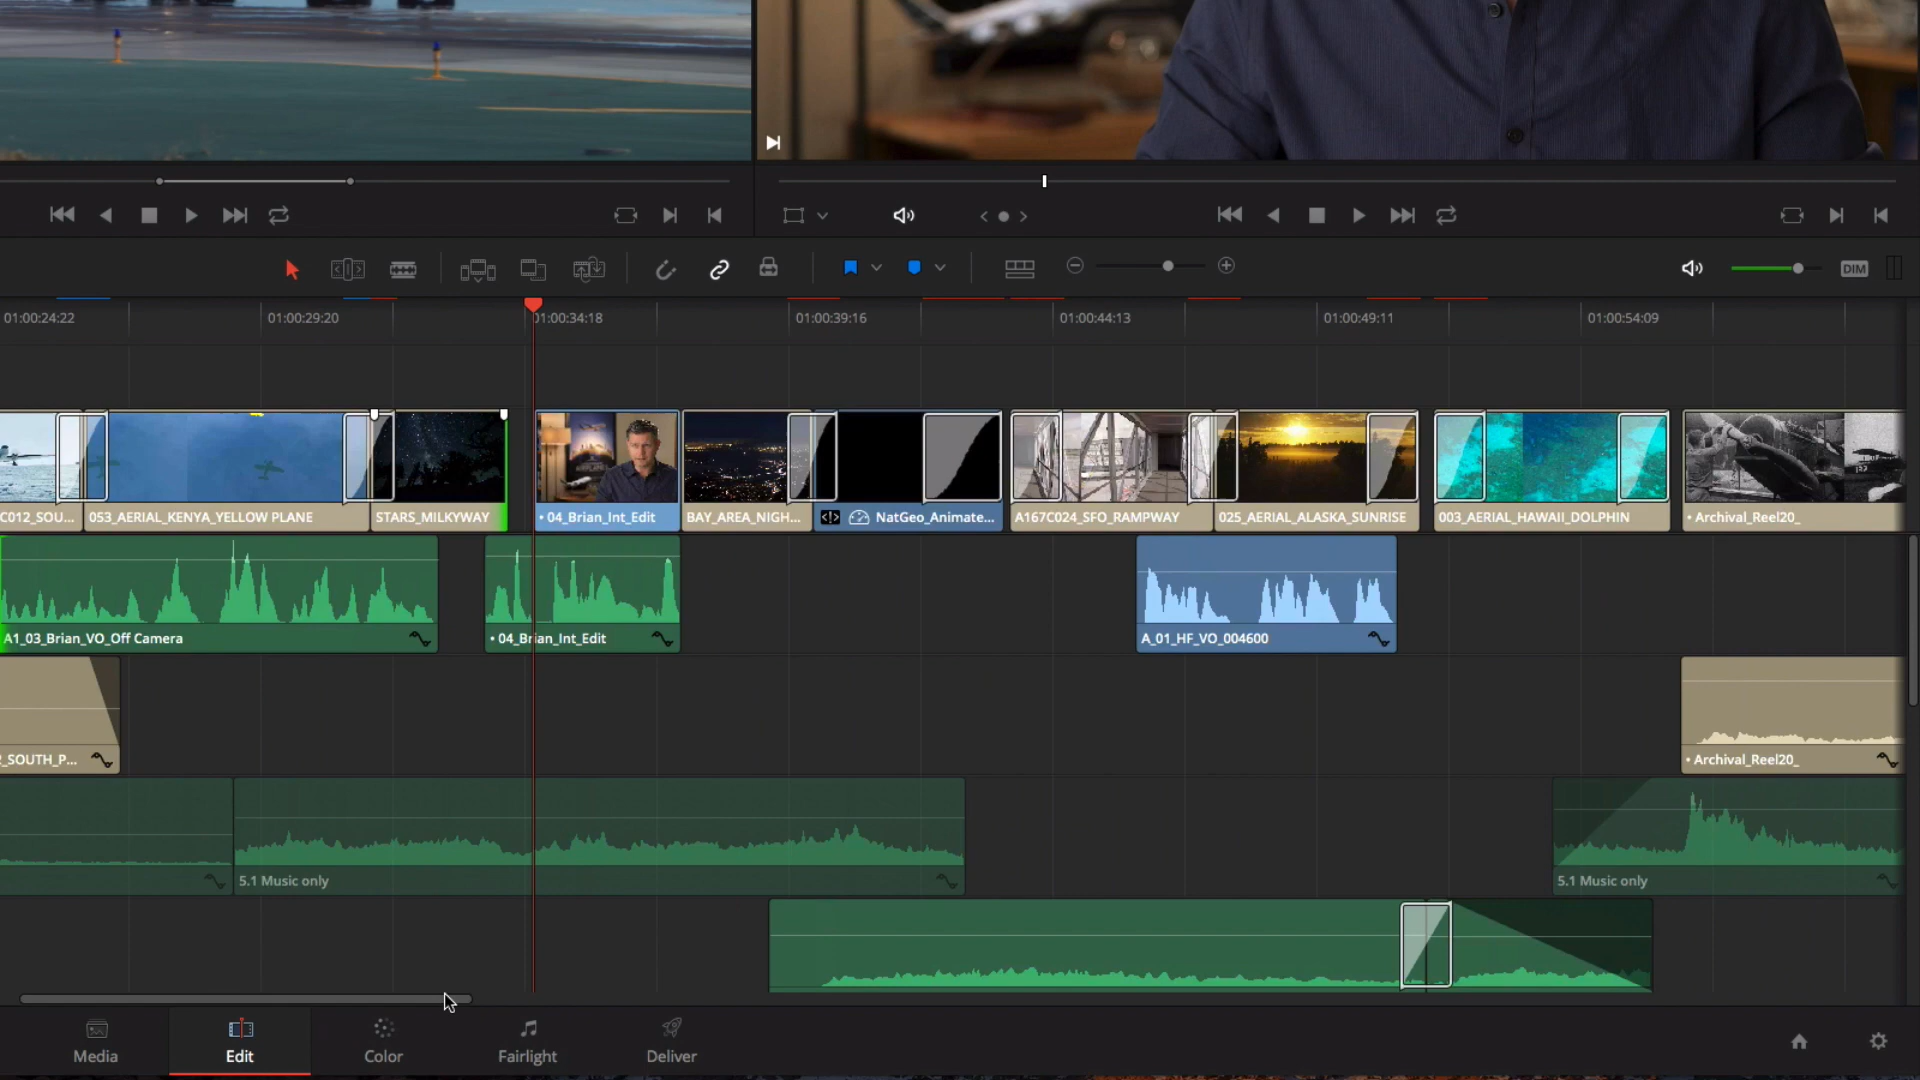 DIM
01:00:24:22
01:00:29:20
01:00:34:18
01:00:39:16
01:00:44:13
01:00:49:11
01:00:54:09
C012_SOU...
053_AERIAL_KENYA_YELLOW PLANE
STARS_MILKYWAY
• 04_Brian_Int_Edit
BAY_AREA_NIGH...
NatGeo_Animate...
A167C024_SFO_RAMPWAY
025_AERIAL_ALASKA_SUNRISE
003_AERIAL_HAWAII_DOLPHIN
• Archival_Reel20_
A1_03_Brian_VO_Off Camera
• 04_Brian_Int_Edit
A_01_HF_VO_004600
_SOUTH_P...
• Archival_Reel20_
5.1 Music only
5.1 Music only
Media
Edit
Color
Fairlight
Deliver